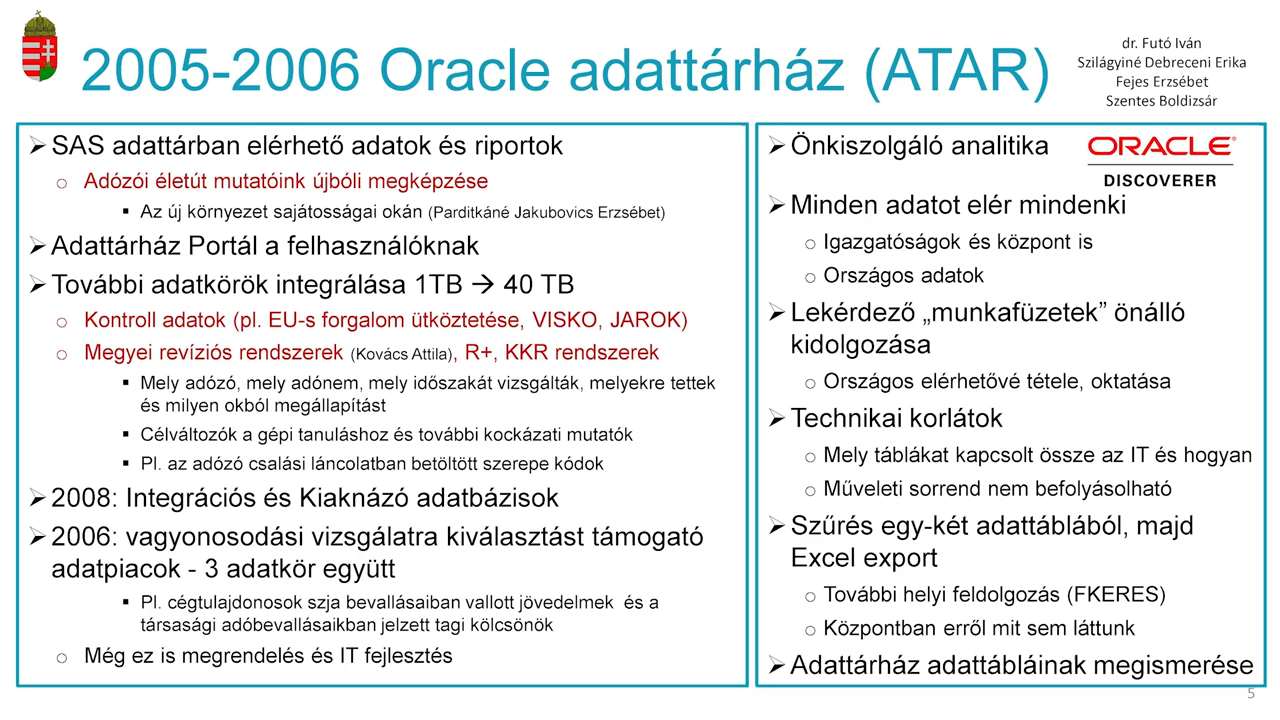 2005-2006 Oracle adattárház (ATAR)
dr. Futó Iván
Szilágyiné Debreceni Erika
Fejes Erzsébet
Szentes Boldizsár
➢ SAS adattárban elérhető adatok és riportok
o Adózói életút mutatóink újbóli megképzése
▪ Az új környezet sajátosságai okán (Parditkáné Jakubovics Erzsébet)
➢ Adattárház Portál a felhasználóknak
➢ További adatkörök integrálása 1TB → 40 TB
o Kontroll adatok (pl. EU-s forgalom ütköztetése, VISKO, JAROK)
o Megyei revíziós rendszerek (Kovács Attila), R+, KKR rendszerek
▪ Mely adózó, mely adónem, mely időszakát vizsgálták, melyekre tettek
és milyen okból megállapítást
▪ Célváltozók a gépi tanuláshoz és további kockázati mutatók
▪ Pl. az adózó csalási láncolatban betöltött szerepe kódok
➢ 2008: Integrációs és Kiaknázó adatbázisok
➢ 2006: vagyonosodási vizsgálatra kiválasztást támogató
adatpiacok - 3 adatkör együtt
▪ Pl. cégtulajdonosok szja bevallásaiban vallott jövedelmek és a
társasági adóbevallásaikban jelzett tagi kölcsönök
o Még ez is megrendelés és IT fejlesztés
➢ Önkiszolgáló analitika
ORACLE®
DISCOVERER
➢ Minden adatot elér mindenki
o Igazgatóságok és központ is
o Országos adatok
➢ Lekérdező „munkafüzetek” önálló
kidolgozása
o Országos elérhetővé tétele, oktatása
➢ Technikai korlátok
o Mely táblákat kapcsolt össze az IT és hogyan
o Műveleti sorrend nem befolyásolható
➢ Szűrés egy-két adattáblából, majd
Excel export
o További helyi feldolgozás (FKERES)
o Központban erről mit sem láttunk
➢ Adattárház adattábláinak megismerése
5